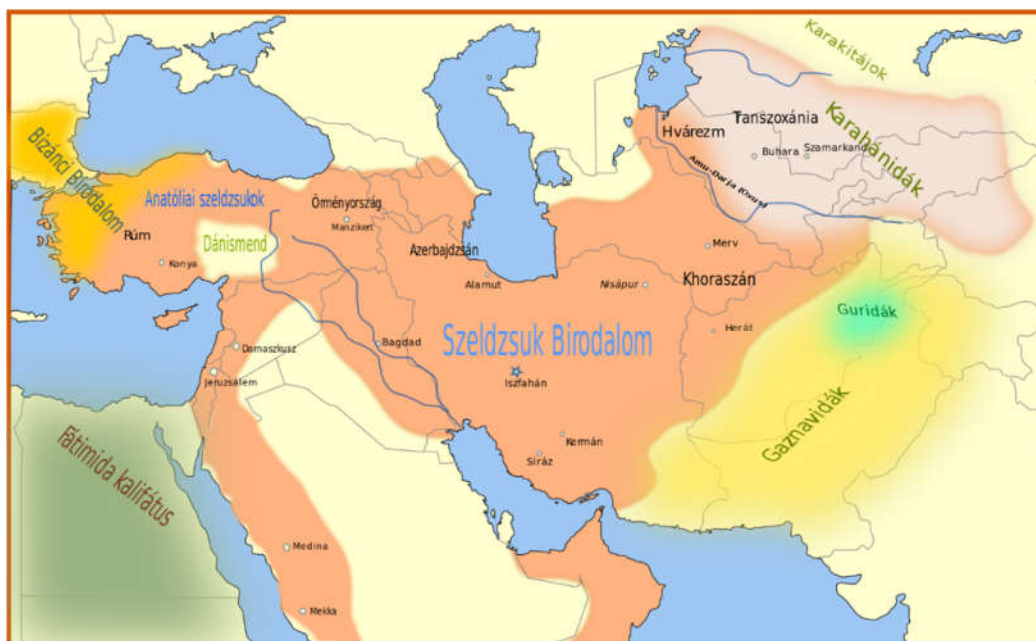 Karakitájok
Karahánidák
Transzoxánia
Hvárezm
Buhara
Szamarkand
Amu-Darja (Oxus)
Bizánci Birodalom
Anatóliai szeldzsukok
Örményország
Manzikert
Rúm
Dánismend
Azerbajdzsán
Konya
Merv
Alamut
Nisápur
Khoraszán
Guridák
Herát
Szeldzsuk Birodalom
Bagdad
Damaszkusz
Jeruzsálem
Iszfahán
Gaznavidák
Kermán
Siráz
Fátimida kalifátus
Medina
Mekka